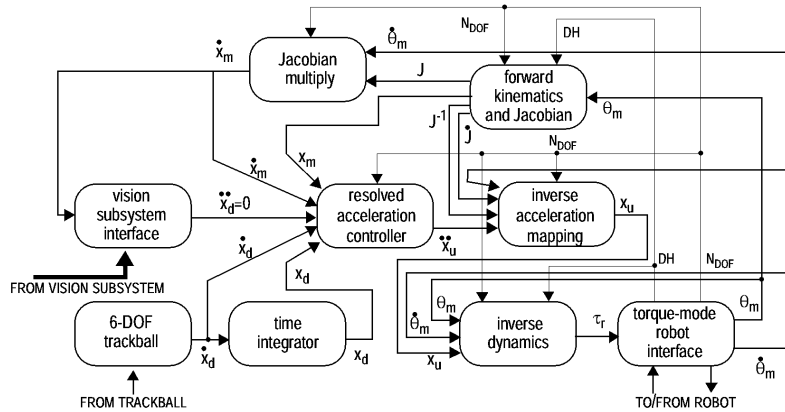 ẋm
Jacobian
multiply
NDOF
DH
θ̇m
J
forward
kinematics
and Jacobian
θm
J-1
J̇
xm
NDOF
ẋm
vision
subsystem
interface
ẍd=0
resolved
acceleration
controller
ẍu
inverse
acceleration
mapping
xu
ẋd
xd
DH
NDOF
FROM VISION SUBSYSTEM
6-DOF
trackball
ẋd
time
integrator
xd
θm
θ̇m
xu
inverse
dynamics
τr
torque-mode
robot
interface
θm
θ̇m
FROM TRACKBALL
TO/FROM ROBOT